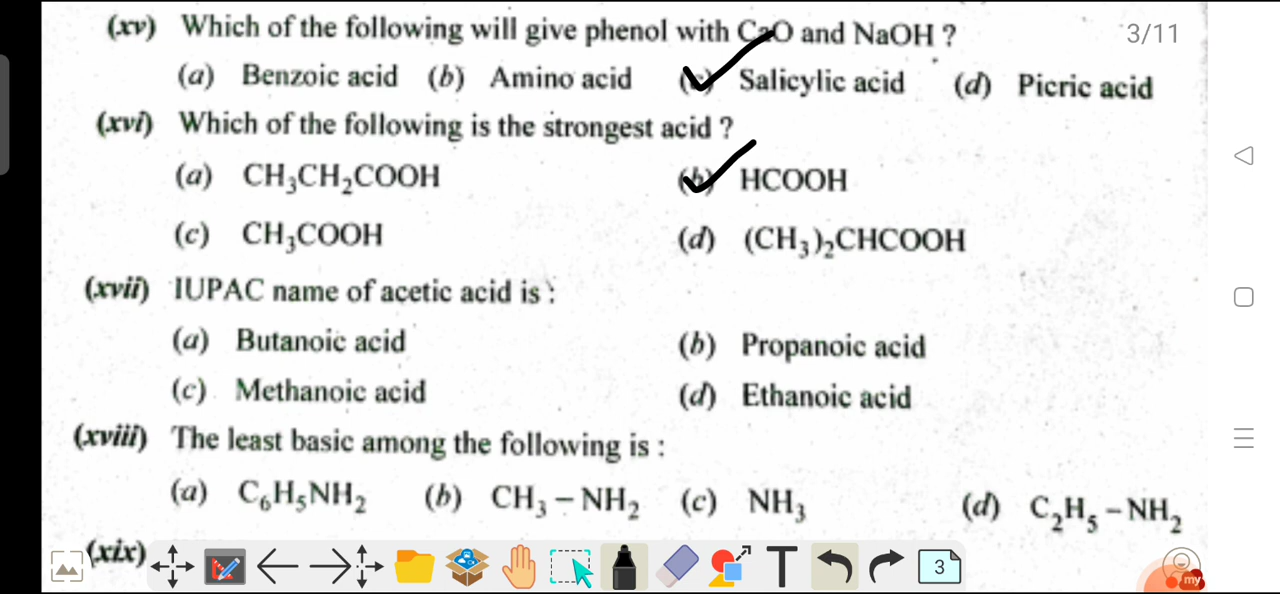 (xv) Which of the following will give phenol with CaO and NaOH ?
3/11
(a) Benzoic acid (b) Amino acid (c) Salicylic acid (d) Picric acid
(xvi) Which of the following is the strongest acid ?
(a) CH₃CH₂COOH (b) HCOOH
(c) CH₃COOH (d) (CH₃)₂CHCOOH
(xvii) IUPAC name of acetic acid is :
(a) Butanoic acid (b) Propanoic acid
(c) Methanoic acid (d) Ethanoic acid
(xviii) The least basic among the following is :
(a) C₆H₅NH₂ (b) CH₃ – NH₂ (c) NH₃ (d) C₂H₅ – NH₂
(xix)
T
3
my